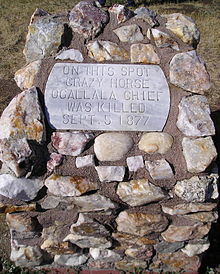 ON THIS SPOT
CRAZY HORSE
OGALLALA CHIEF
WAS KILLED
SEPT. 5 1877